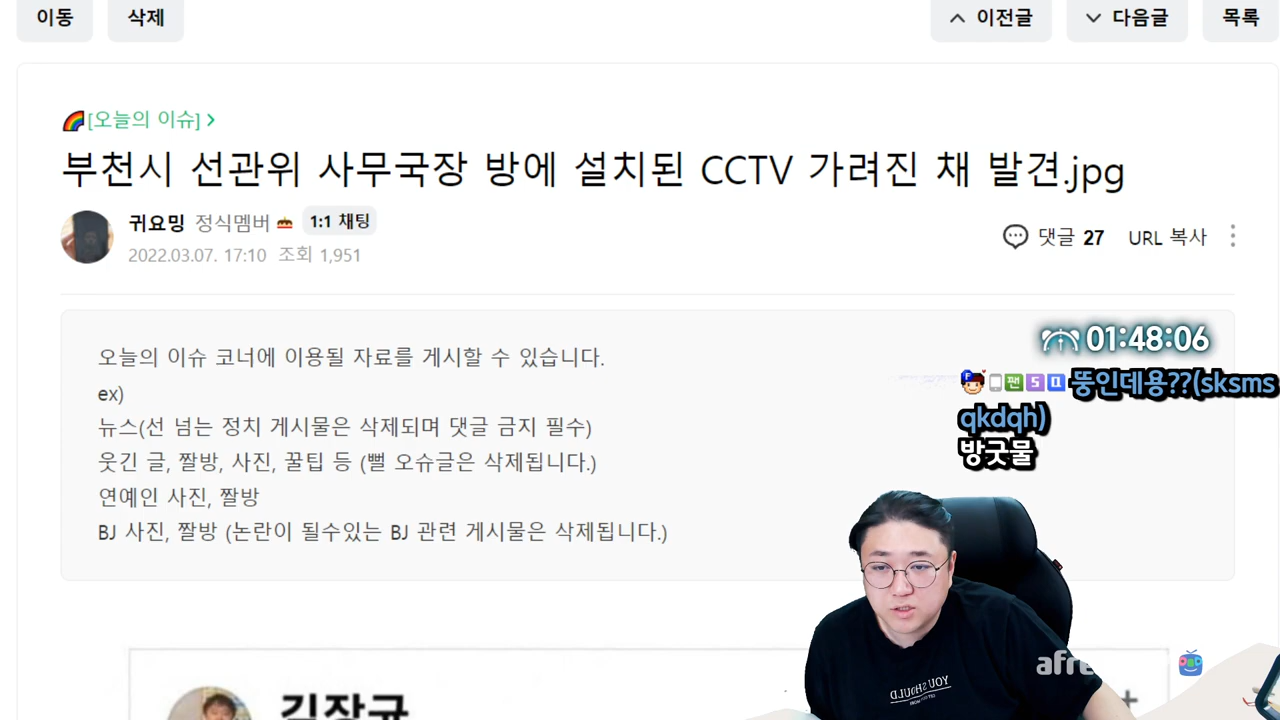 이동
삭제
이전글
다음글
목록
[오늘의 이슈]
부천시 선관위 사무국장 방에 설치된 CCTV 가려진 채 발견.jpg
귀요밍 정식멤버 1:1 채팅
2022.03.07. 17:10 조회 1,951
댓글 27 URL 복사
오늘의 이슈 코너에 이용될 자료를 게시할 수 있습니다.
ex)
뉴스(선 넘는 정치 게시물은 삭제되며 댓글 금지 필수)
웃긴 글, 짤방, 사진, 꿀팁 등 (뻘 오슈글은 삭제됩니다.)
연예인 사진, 짤방
BJ 사진, 짤방 (논란이 될수있는 BJ 관련 게시물은 삭제됩니다.)
01:48:06
팬 5 뚱인데용??(sksms
qkdqh)
방굿물
YOU SHOULD
afre
김장규